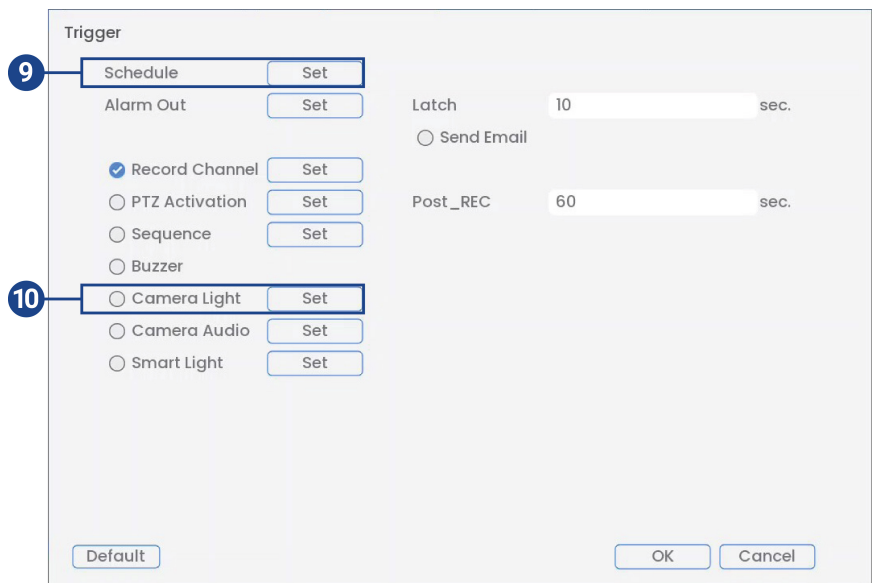 Trigger
9 Schedule Set
Alarm Out Set Latch 10 sec.
Send Email
Record Channel Set
PTZ Activation Set Post_REC 60 sec.
Sequence Set
Buzzer
10 Camera Light Set
Camera Audio Set
Smart Light Set
Default OK Cancel